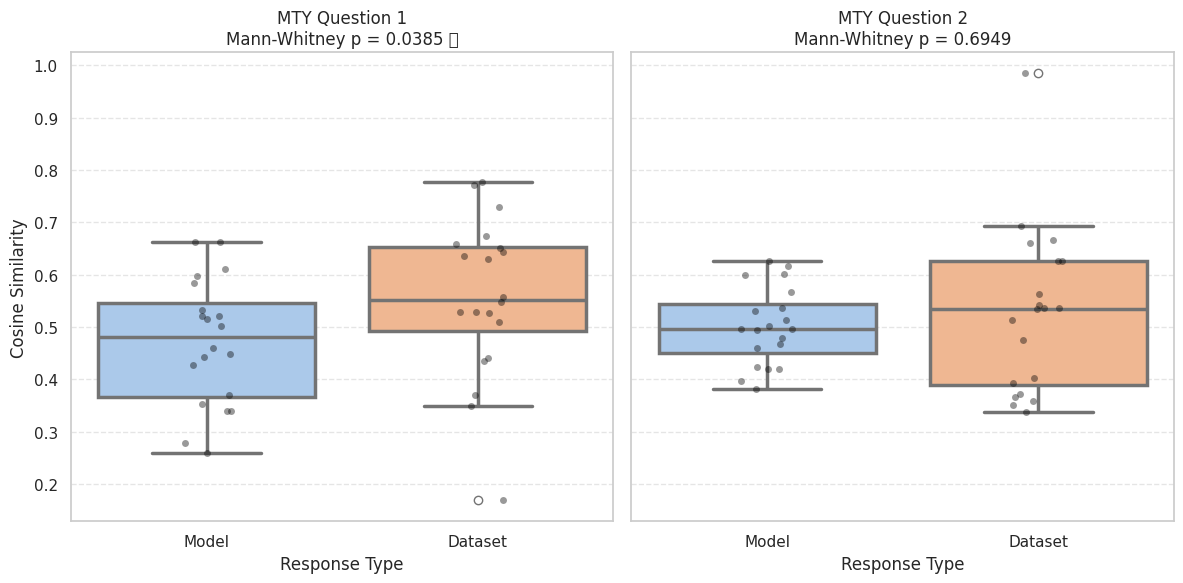 MTY Question 1
Mann-Whitney p = 0.0385
MTY Question 2
Mann-Whitney p = 0.6949
Cosine Similarity
1.0
0.9
0.8
0.7
0.6
0.5
0.4
0.3
0.2
Model
Dataset
Response Type
Model
Dataset
Response Type